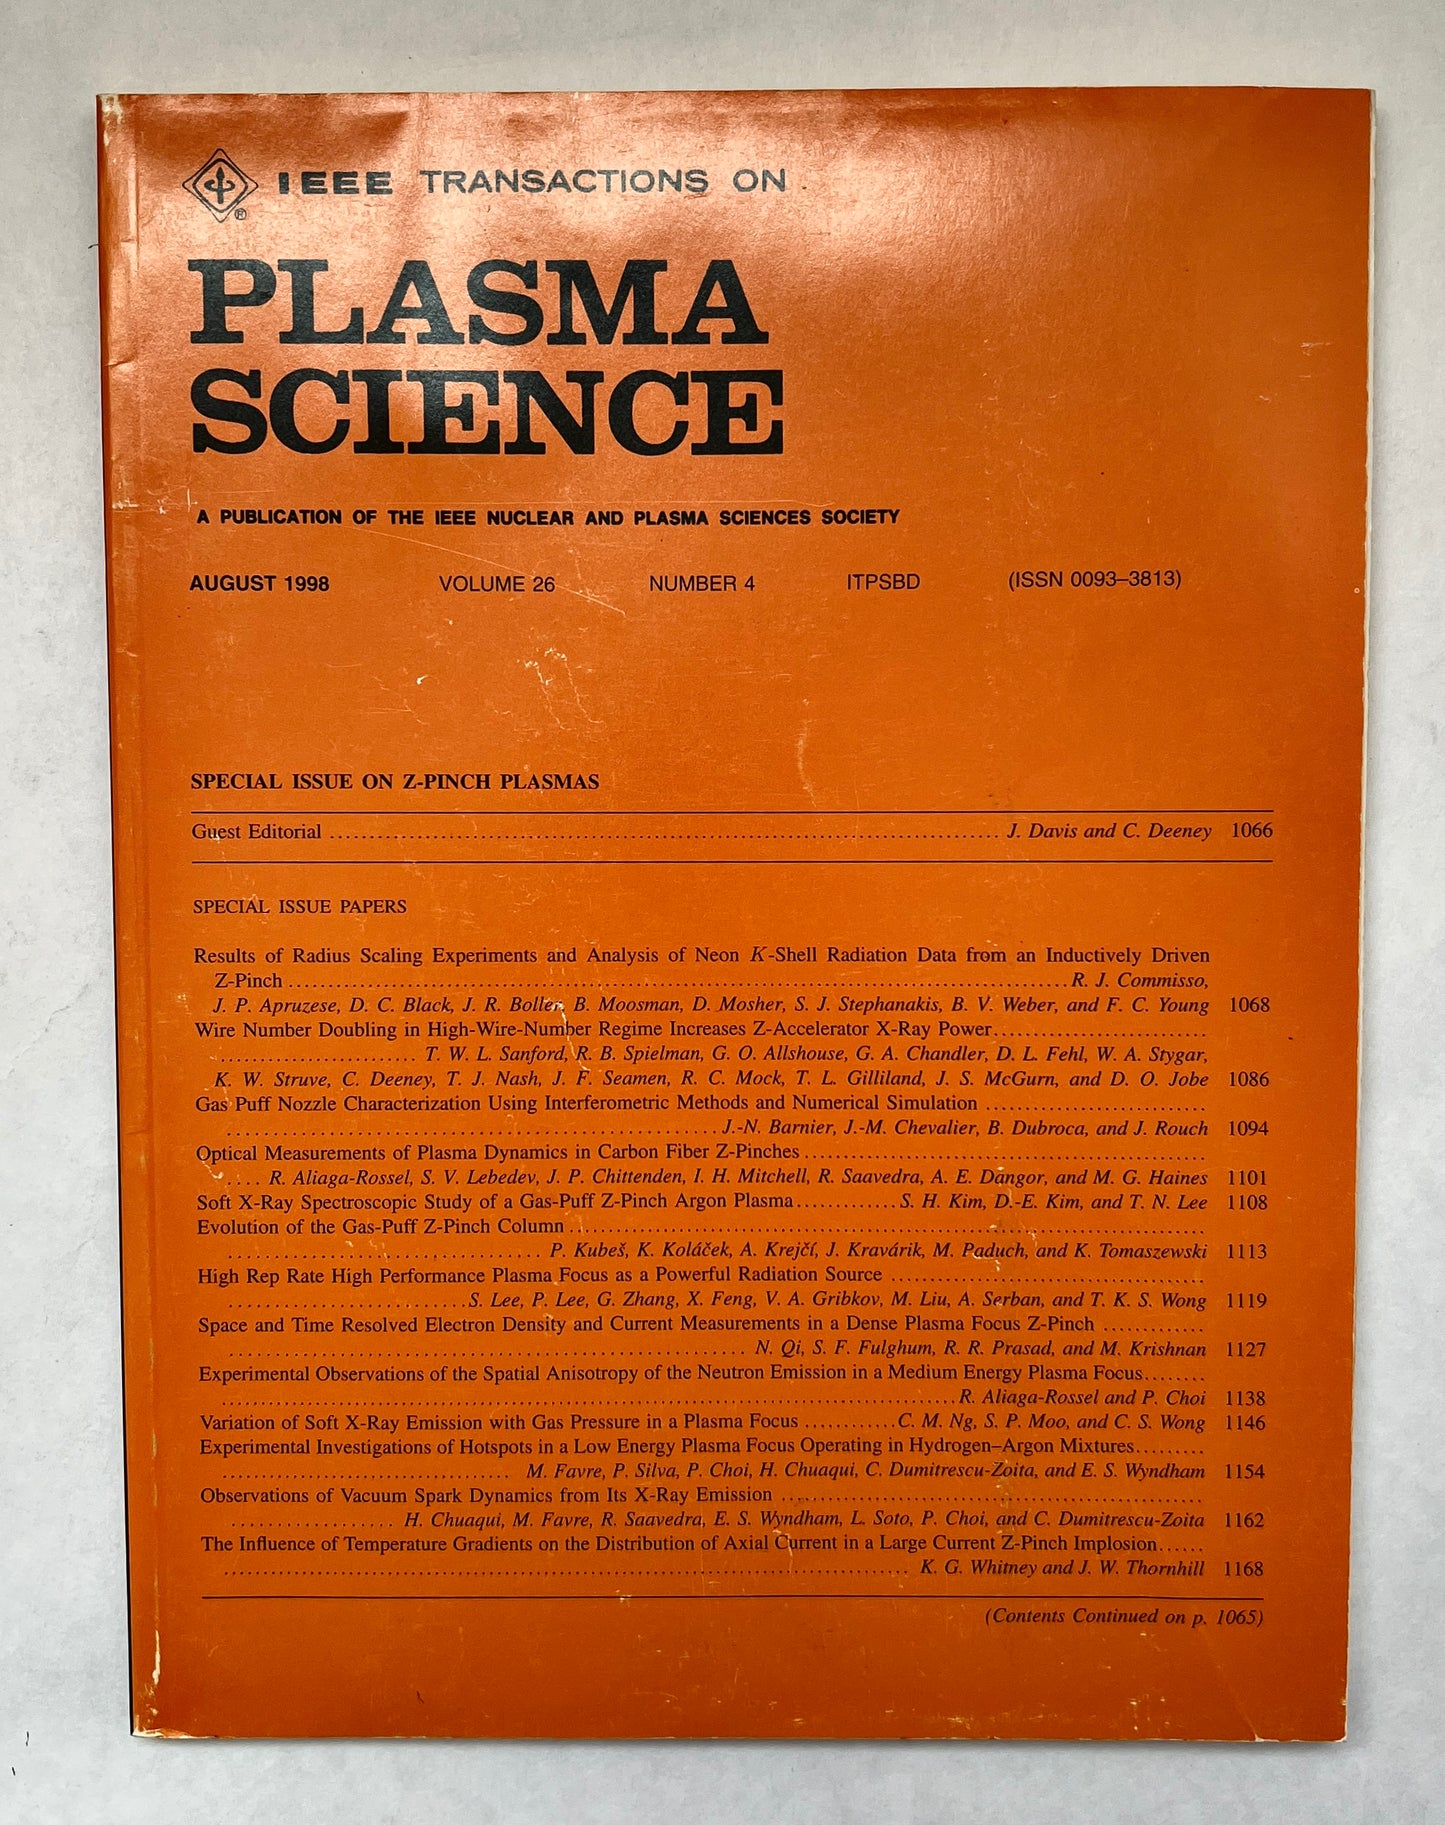 IEEE TRANSACTIONS ON
PLASMA
SCIENCE
A PUBLICATION OF THE IEEE NUCLEAR AND PLASMA SCIENCES SOCIETY
AUGUST 1998 VOLUME 26 NUMBER 4 ITPSBD (ISSN 0093–3813)
SPECIAL ISSUE ON Z-PINCH PLASMAS
Guest Editorial ........ J. Davis and C. Deeney 1066
SPECIAL ISSUE PAPERS
Results of Radius Scaling Experiments and Analysis of Neon K-Shell Radiation Data from an Inductively Driven
Z-Pinch ........ R. J. Commisso,
J. P. Apruzese, D. C. Black, J. R. Boller, B. Moosman, D. Mosher, S. J. Stephanakis, B. V. Weber, and F. C. Young 1068
Wire Number Doubling in High-Wire-Number Regime Increases Z-Accelerator X-Ray Power........
........ T. W. L. Sanford, R. B. Spielman, G. O. Allshouse, G. A. Chandler, D. L. Fehl, W. A. Stygar,
K. W. Struve, C. Deeney, T. J. Nash, J. F. Seamen, R. C. Mock, T. L. Gilliland, J. S. McGurn, and D. O. Jobe 1086
Gas Puff Nozzle Characterization Using Interferometric Methods and Numerical Simulation ........
........ J.-N. Barnier, J.-M. Chevalier, B. Dubroca, and J. Rouch 1094
Optical Measurements of Plasma Dynamics in Carbon Fiber Z-Pinches ........
.... R. Aliaga-Rossel, S. V. Lebedev, J. P. Chittenden, I. H. Mitchell, R. Saavedra, A. E. Dangor, and M. G. Haines 1101
Soft X-Ray Spectroscopic Study of a Gas-Puff Z-Pinch Argon Plasma........ S. H. Kim, D.-E. Kim, and T. N. Lee 1108
Evolution of the Gas-Puff Z-Pinch Column ........
........ P. Kubeš, K. Koláček, A. Krejčí, J. Kravárik, M. Paduch, and K. Tomaszewski 1113
High Rep Rate High Performance Plasma Focus as a Powerful Radiation Source ........
........ S. Lee, P. Lee, G. Zhang, X. Feng, V. A. Gribkov, M. Liu, A. Serban, and T. K. S. Wong 1119
Space and Time Resolved Electron Density and Current Measurements in a Dense Plasma Focus Z-Pinch ........
........ N. Qi, S. F. Fulghum, R. R. Prasad, and M. Krishnan 1127
Experimental Observations of the Spatial Anisotropy of the Neutron Emission in a Medium Energy Plasma Focus........
........ R. Aliaga-Rossel and P. Choi 1138
Variation of Soft X-Ray Emission with Gas Pressure in a Plasma Focus ........ C. M. Ng, S. P. Moo, and C. S. Wong 1146
Experimental Investigations of Hotspots in a Low Energy Plasma Focus Operating in Hydrogen–Argon Mixtures........
........ M. Favre, P. Silva, P. Choi, H. Chuaqui, C. Dumitrescu-Zoita, and E. S. Wyndham 1154
Observations of Vacuum Spark Dynamics from Its X-Ray Emission ........
........ H. Chuaqui, M. Favre, R. Saavedra, E. S. Wyndham, L. Soto, P. Choi, and C. Dumitrescu-Zoita 1162
The Influence of Temperature Gradients on the Distribution of Axial Current in a Large Current Z-Pinch Implosion......
........ K. G. Whitney and J. W. Thornhill 1168
(Contents Continued on p. 1065)